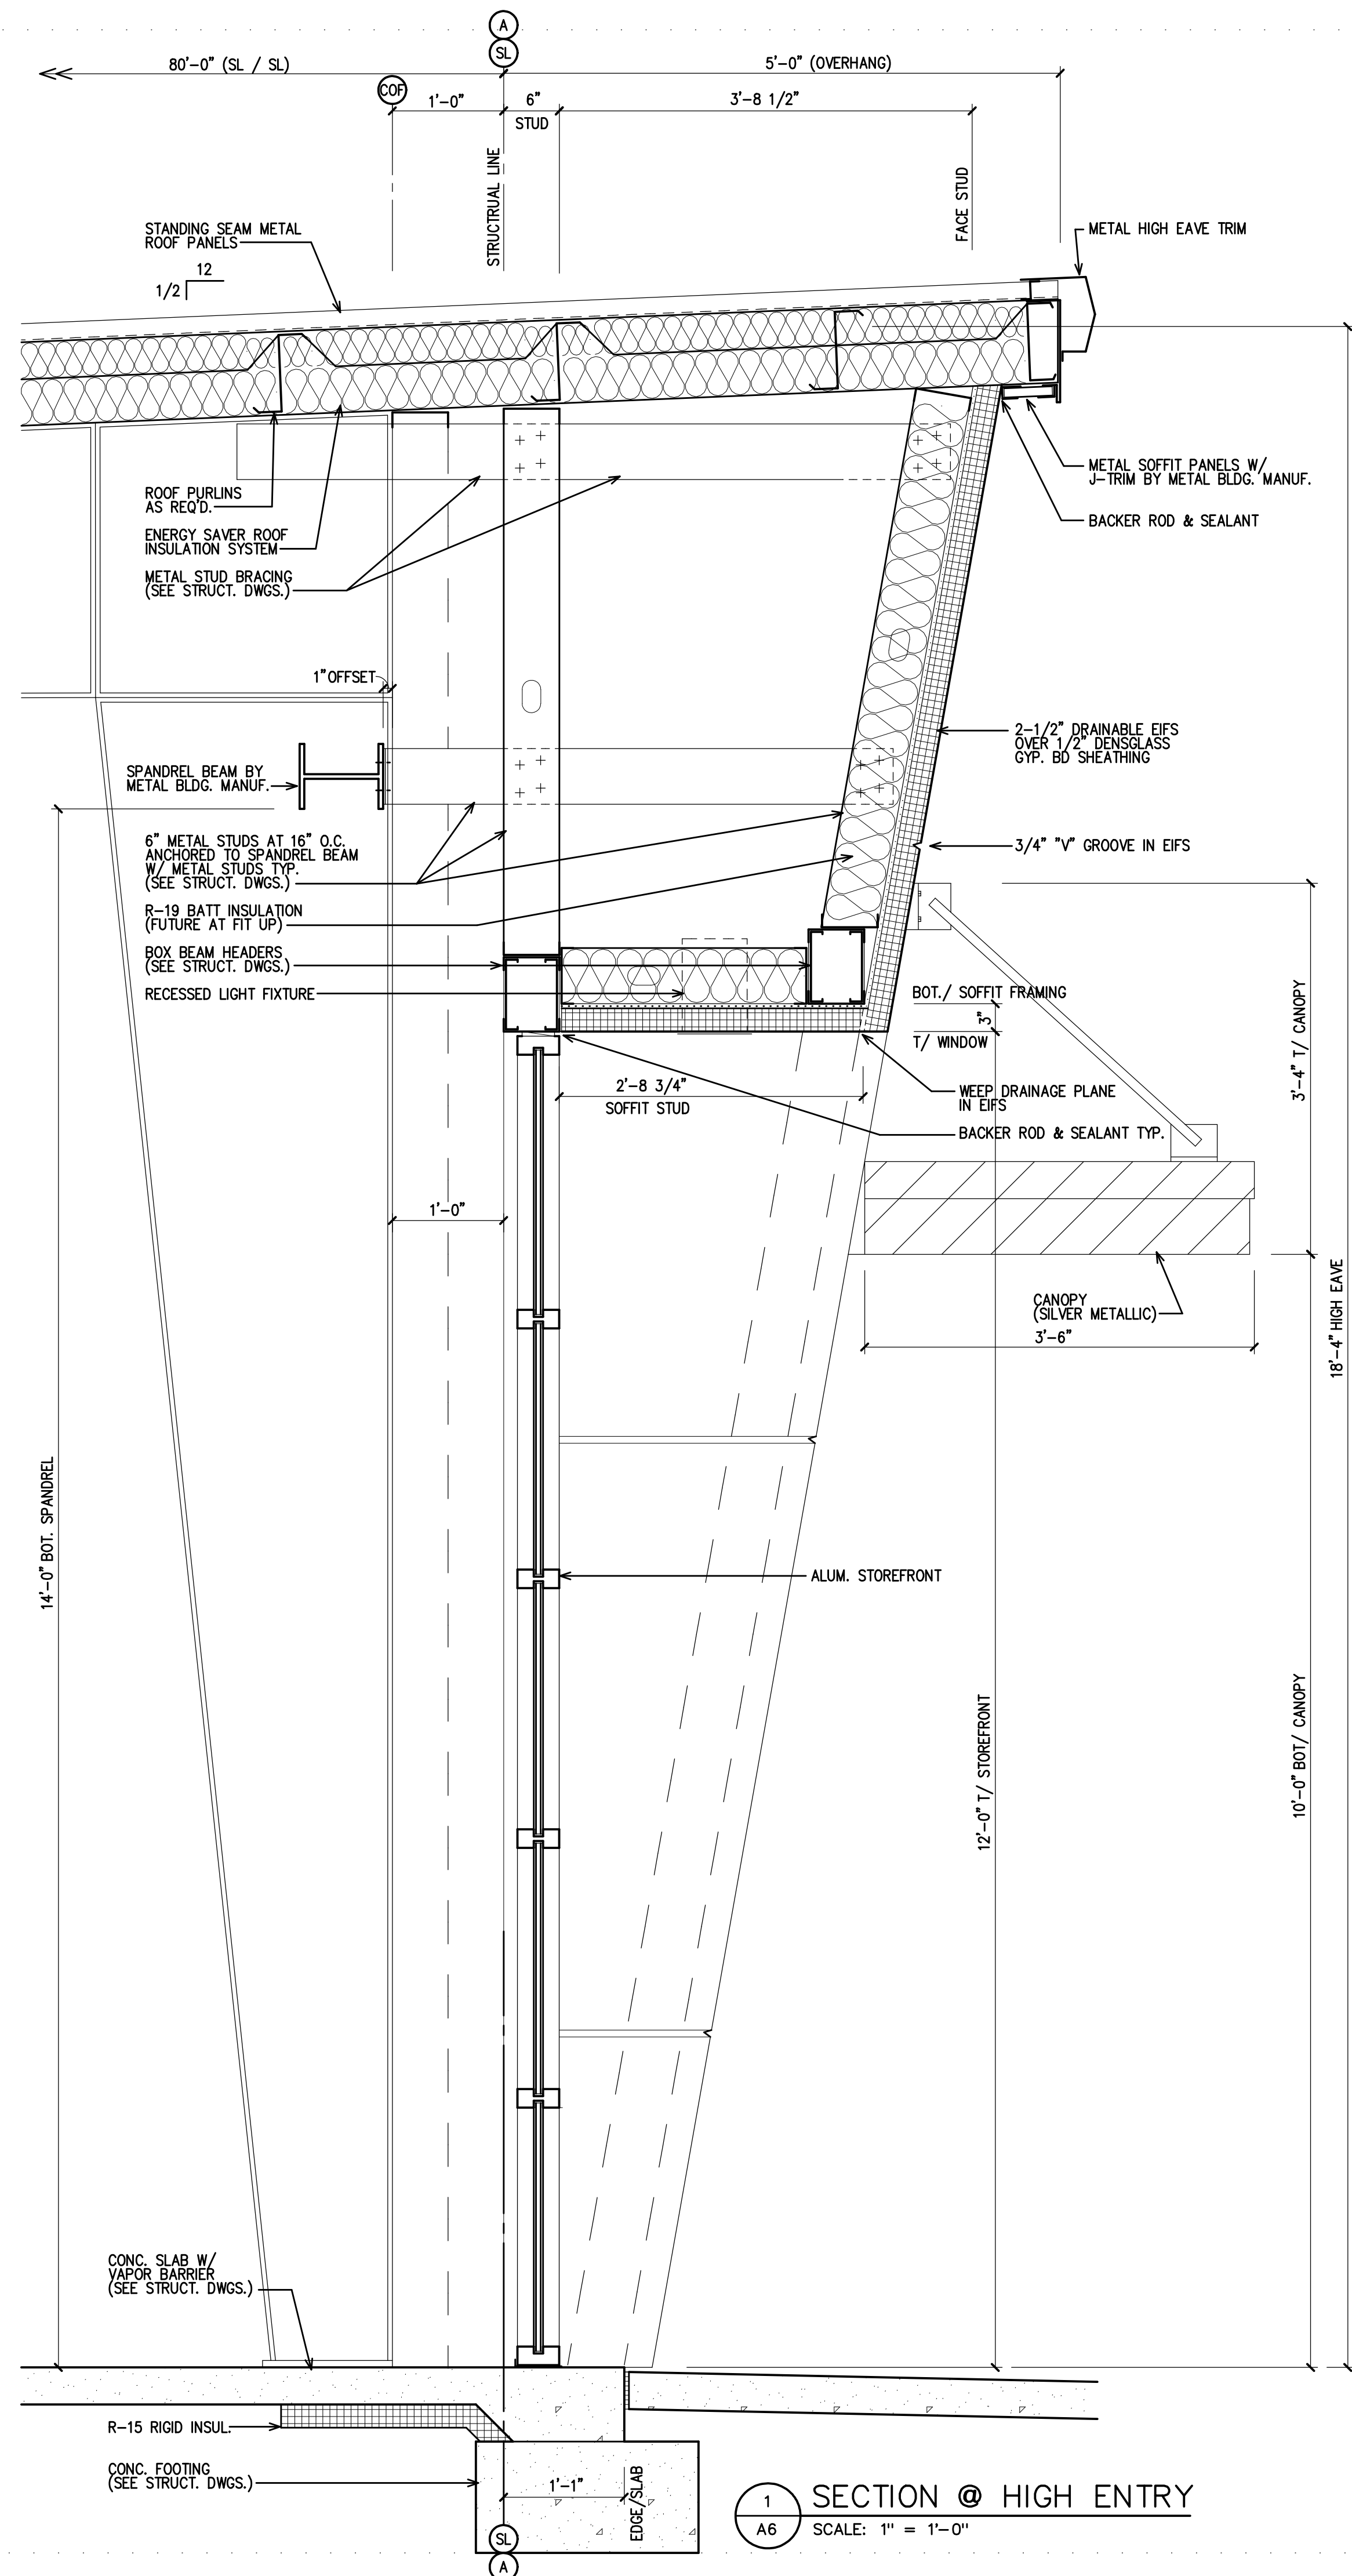 A
SL
80'-0" (SL / SL)
5'-0" (OVERHANG)
COF
1'-0"
6"
STUD
3'-8 1/2"
STRUCTRUAL LINE
FACE STUD
STANDING SEAM METAL
ROOF PANELS
12
1/2
METAL HIGH EAVE TRIM
METAL SOFFIT PANELS W/
J-TRIM BY METAL BLDG. MANUF.
BACKER ROD & SEALANT
ROOF PURLINS
AS REQ'D.
ENERGY SAVER ROOF
INSULATION SYSTEM
METAL STUD BRACING
(SEE STRUCT. DWGS.)
1" OFFSET
SPANDREL BEAM BY
METAL BLDG. MANUF.
2-1/2" DRAINABLE EIFS
OVER 1/2" DENSGLASS
GYP. BD SHEATHING
3/4" "V" GROOVE IN EIFS
6" METAL STUDS AT 16" O.C.
ANCHORED TO SPANDREL BEAM
W/ METAL STUDS TYP.
(SEE STRUCT. DWGS.)
R-19 BATT INSULATION
(FUTURE AT FIT UP)
BOX BEAM HEADERS
(SEE STRUCT. DWGS.)
RECESSED LIGHT FIXTURE
BOT./ SOFFIT FRAMING
3"
T/ WINDOW
2'-8 3/4"
SOFFIT STUD
WEEP DRAINAGE PLANE
IN EIFS
BACKER ROD & SEALANT TYP.
3'-4" T/ CANOPY
1'-0"
CANOPY
(SILVER METALLIC)
3'-6"
18'-4" HIGH EAVE
14'-0" BOT. SPANDREL
ALUM. STOREFRONT
12'-0" T/ STOREFRONT
10'-0" BOT/ CANOPY
CONC. SLAB W/
VAPOR BARRIER
(SEE STRUCT. DWGS.)
R-15 RIGID INSUL.
CONC. FOOTING
(SEE STRUCT. DWGS.)
1'-1"
EDGE/SLAB
SL
A
1
A6
SECTION @ HIGH ENTRY
SCALE: 1" = 1'-0"